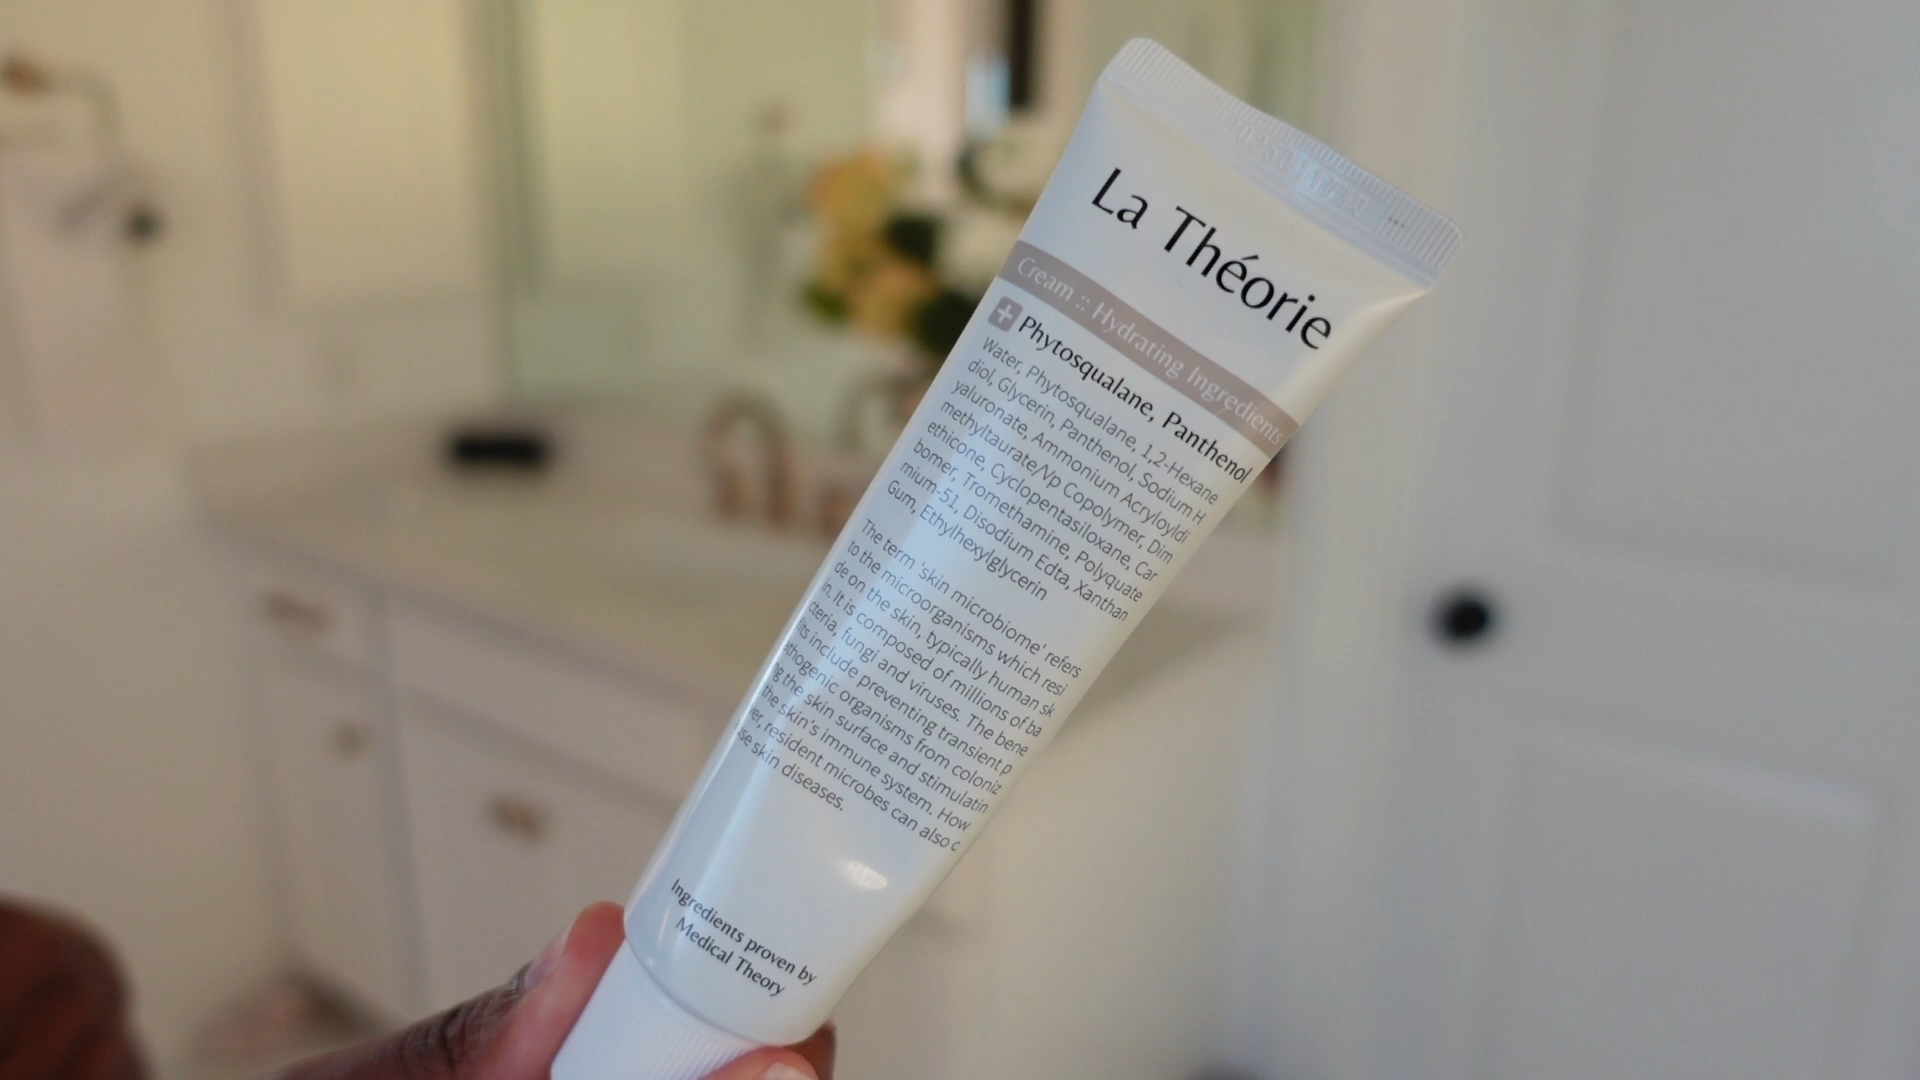 La Théorie
Cream :: Hydrating Ingredients
Phytosqualane, Panthenol
Water, Phytosqualane, 1,2-Hexane
diol, Glycerin, Panthenol, Sodium H
yaluronate, Ammonium Acryloyldi
methyltaurate/Vp Copolymer, Dim
ethicone, Cyclopentasiloxane, Car
bomer, Tromethamine, Polyquate
mium-51, Disodium Edta, Xanthan
Gum, Ethylhexylglycerin
The term 'skin microbiome' refers
to the microorganisms which resi
de on the skin, typically human sk
in. It is composed of millions of ba
cteria, fungi and viruses. The bene
its include preventing transient p
athogenic organisms from coloniz
ng the skin surface and stimulatin
the skin's immune system. How
ver, resident microbes can also c
use skin diseases.
Ingredients proven by
Medical Theory